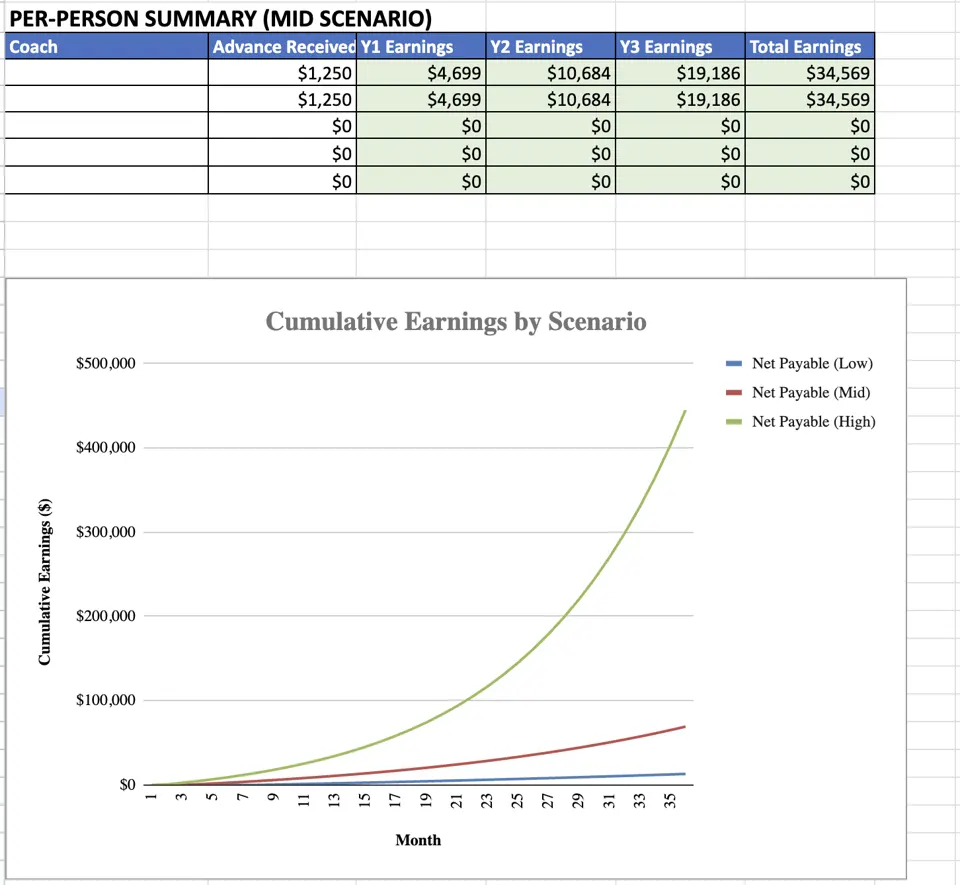 PER-PERSON SUMMARY (MID SCENARIO)
Coach Advance Received Y1 Earnings Y2 Earnings Y3 Earnings Total Earnings
$1,250 $4,699 $10,684 $19,186 $34,569
$1,250 $4,699 $10,684 $19,186 $34,569
$0 $0 $0 $0 $0
$0 $0 $0 $0 $0
$0 $0 $0 $0 $0
Cumulative Earnings by Scenario
$500,000
$400,000
$300,000
$200,000
$100,000
$0
Cumulative Earnings ($)
1 3 5 7 9 11 13 15 17 19 21 23 25 27 29 31 33 35
Month
Net Payable (Low)
Net Payable (Mid)
Net Payable (High)